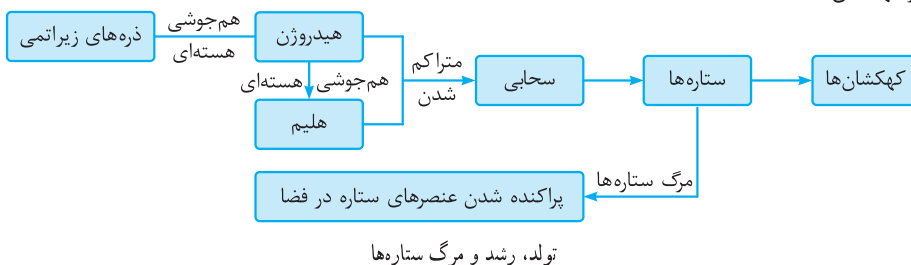 ذره‌های زیراتمی
هم‌جوشی
هسته‌ای
هیدروژن
هم‌جوشی هسته‌ای
هلیم
متراکم
شدن
سحابی
ستاره‌ها
کهکشان‌ها
مرگ ستاره‌ها
پراکنده شدن عنصرهای ستاره در فضا
تولد، رشد و مرگ ستاره‌ها